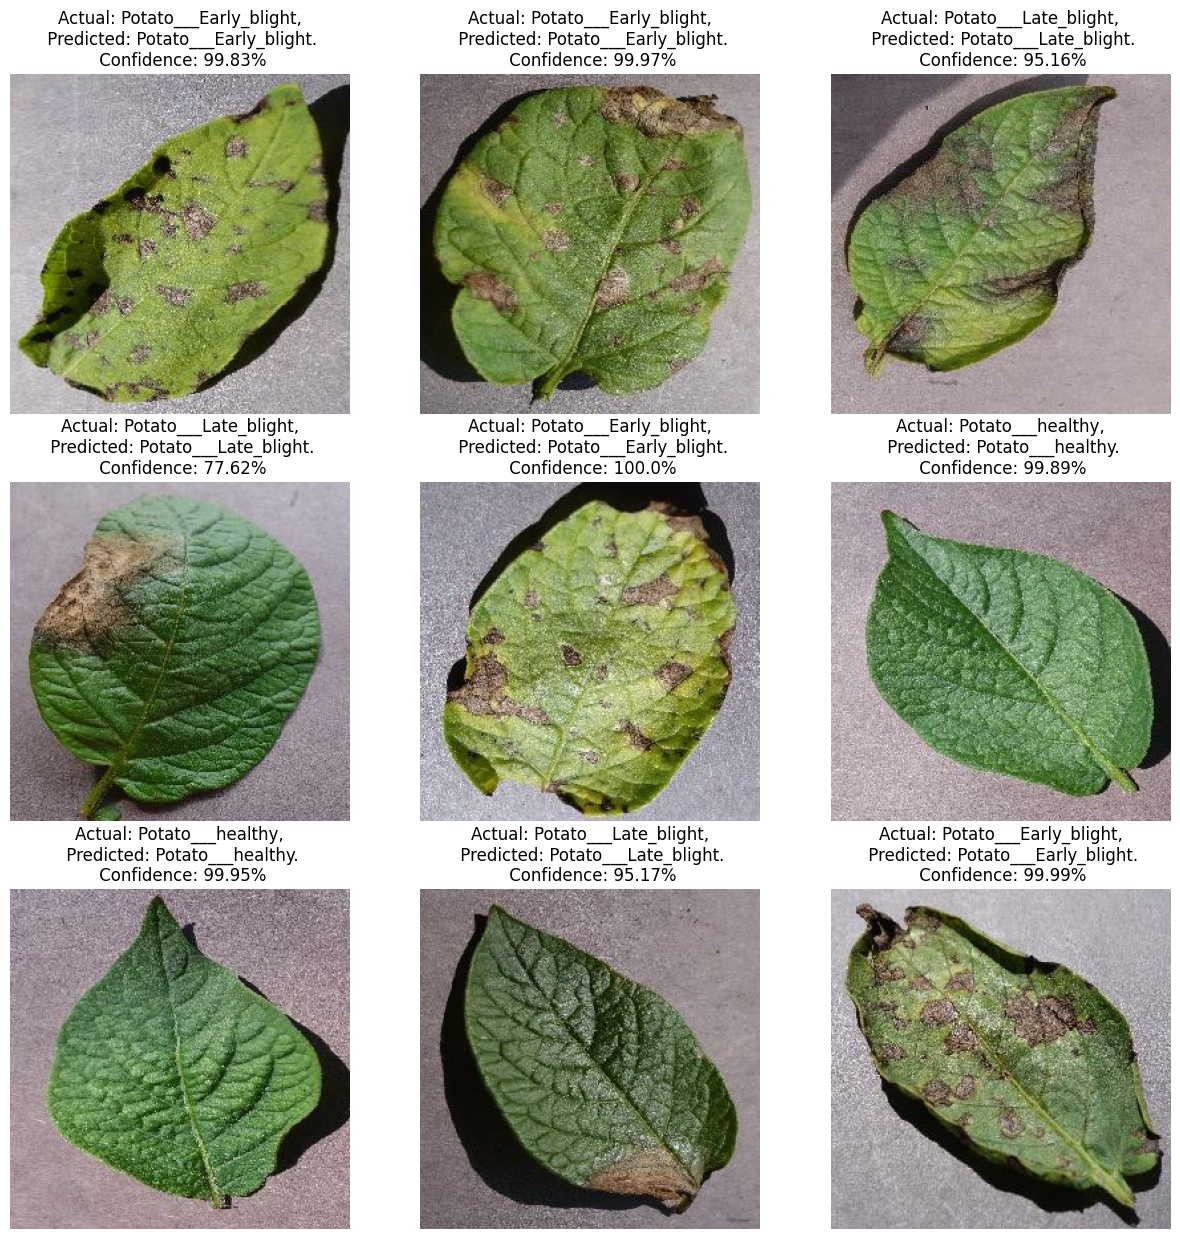 Actual: Potato___Early_blight,
Predicted: Potato___Early_blight.
Confidence: 99.83%
Actual: Potato___Early_blight,
Predicted: Potato___Early_blight.
Confidence: 99.97%
Actual: Potato___Late_blight,
Predicted: Potato___Late_blight.
Confidence: 95.16%
Actual: Potato___Late_blight,
Predicted: Potato___Late_blight.
Confidence: 77.62%
Actual: Potato___Early_blight,
Predicted: Potato___Early_blight.
Confidence: 100.0%
Actual: Potato___healthy,
Predicted: Potato___healthy.
Confidence: 99.89%
Actual: Potato___healthy,
Predicted: Potato___healthy.
Confidence: 99.95%
Actual: Potato___Late_blight,
Predicted: Potato___Late_blight.
Confidence: 95.17%
Actual: Potato___Early_blight,
Predicted: Potato___Early_blight.
Confidence: 99.99%